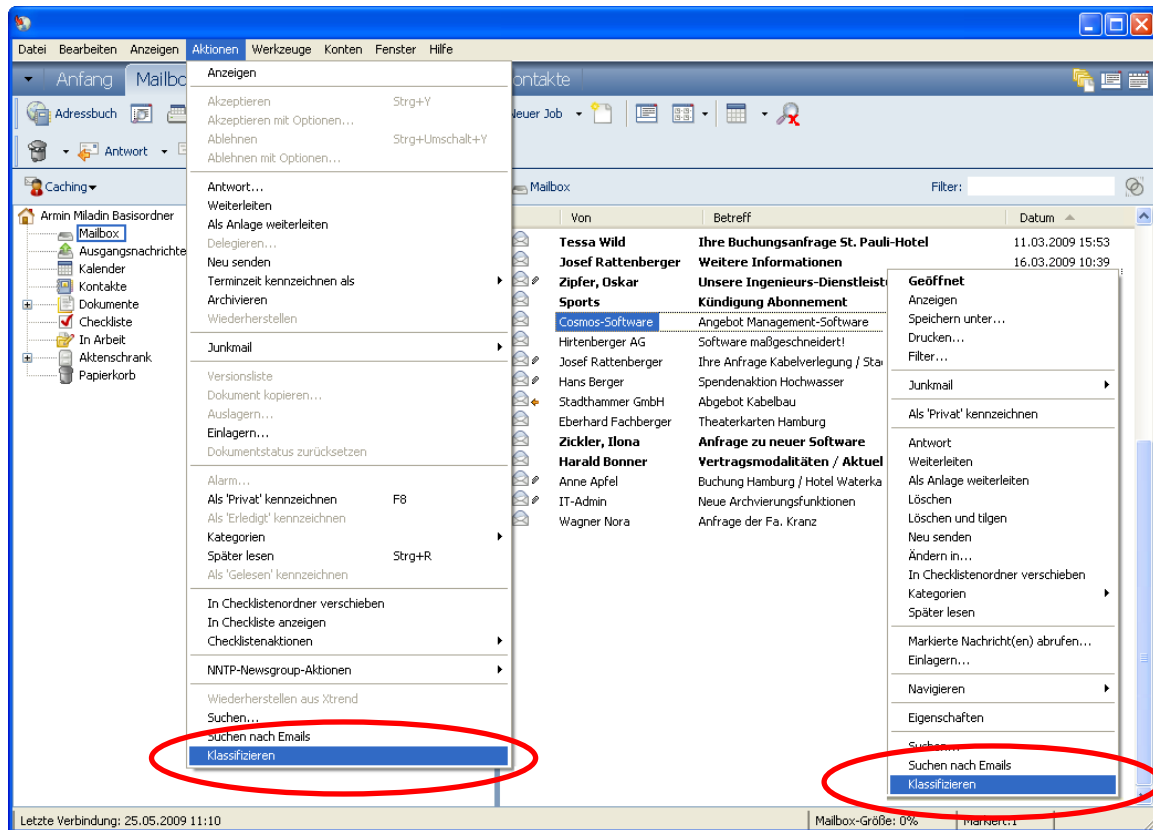 Datei Bearbeiten Anzeigen Aktionen Werkzeuge Konten Fenster Hilfe
Anfang Mailbo ontakte
Adressbuch Neuer Job
Antwort
Caching
Mailbox Filter:
Armin Miladin Basisordner
Mailbox
Ausgangsnachrichte
Kalender
Kontakte
Dokumente
Checkliste
In Arbeit
Aktenschrank
Papierkorb
Anzeigen
Akzeptieren Strg+Y
Akzeptieren mit Optionen...
Ablehnen Strg+Umschalt+Y
Ablehnen mit Optionen...
Antwort...
Weiterleiten
Als Anlage weiterleiten
Delegieren...
Neu senden
Terminzeit kennzeichnen als
Archivieren
Wiederherstellen
Junkmail
Versionsliste
Dokument kopieren...
Auslagern...
Einlagern...
Dokumentstatus zurücksetzen
Alarm...
Als 'Privat' kennzeichnen F8
Als 'Erledigt' kennzeichnen
Kategorien
Später lesen Strg+R
Als 'Gelesen' kennzeichnen
In Checklistenordner verschieben
In Checkliste anzeigen
Checklistenaktionen
NNTP-Newsgroup-Aktionen
Wiederherstellen aus Xtrend
Suchen...
Suchen nach Emails
Klassifizieren
Von Betreff Datum
Tessa Wild Ihre Buchungsanfrage St. Pauli-Hotel 11.03.2009 15:53
Josef Rattenberger Weitere Informationen 16.03.2009 10:39
Zipfer, Oskar Unsere Ingenieurs-Dienstleist
Sports Kündigung Abonnement
Cosmos-Software Angebot Management-Software
Hirtenberger AG Software maßgeschneidert!
Josef Rattenberger Ihre Anfrage Kabelverlegung / Sta
Hans Berger Spendenaktion Hochwasser
Stadthammer GmbH Abgebot Kabelbau
Eberhard Fachberger Theaterkarten Hamburg
Zickler, Ilona Anfrage zu neuer Software
Harald Bonner Vertragsmodalitäten / Aktuel
Anne Apfel Buchung Hamburg / Hotel Waterka
IT-Admin Neue Archvierungsfunktionen
Wagner Nora Anfrage der Fa. Kranz
Geöffnet
Anzeigen
Speichern unter...
Drucken...
Filter...
Junkmail
Als 'Privat' kennzeichnen
Antwort
Weiterleiten
Als Anlage weiterleiten
Löschen
Löschen und tilgen
Neu senden
Ändern in...
In Checklistenordner verschieben
Kategorien
Später lesen
Markierte Nachricht(en) abrufen...
Einlagern...
Navigieren
Eigenschaften
Suchen...
Suchen nach Emails
Klassifizieren
Letzte Verbindung: 25.05.2009 11:10 Mailbox-Größe: 0% Markiert:1